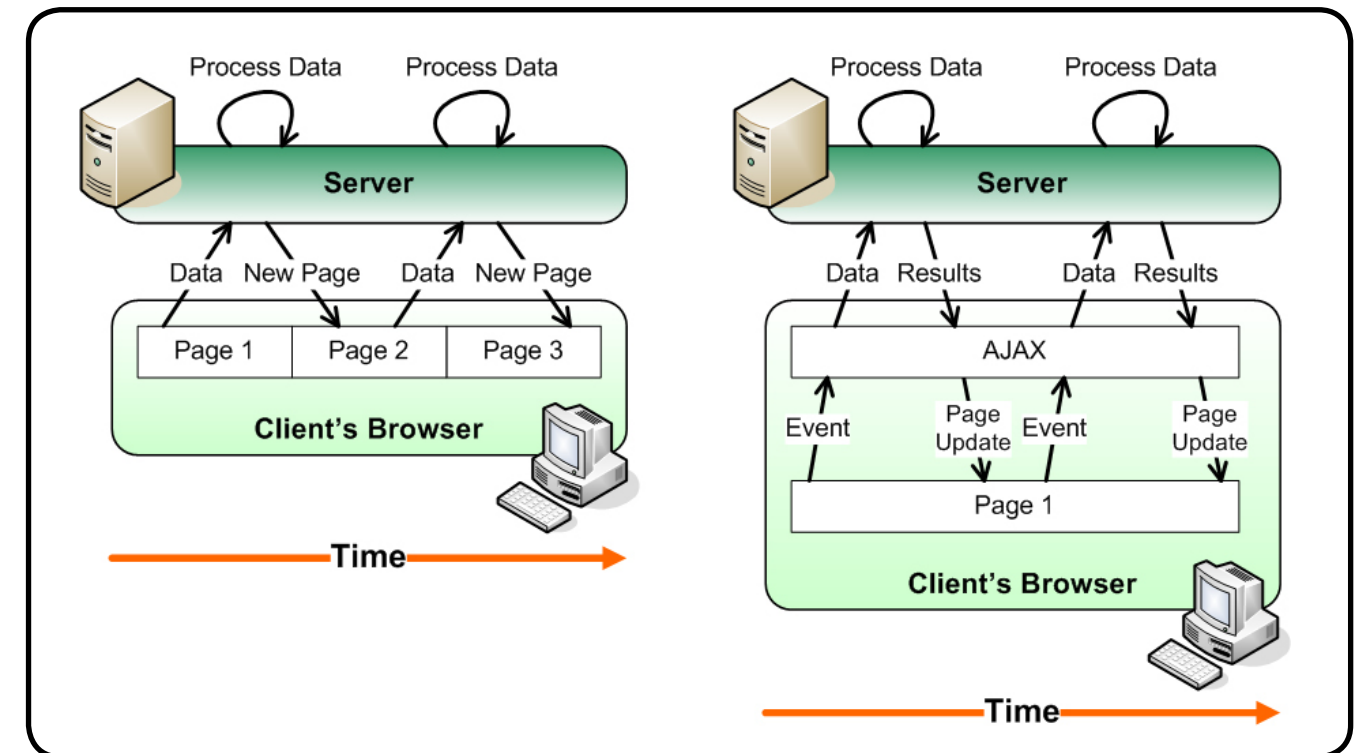 Process Data
Process Data
Server
Data
New Page
Data
New Page
Page 1
Page 2
Page 3
Client's Browser
Time
Process Data
Process Data
Server
Data
Results
Data
Results
AJAX
Event
Page
Update
Event
Page
Update
Page 1
Client's Browser
Time